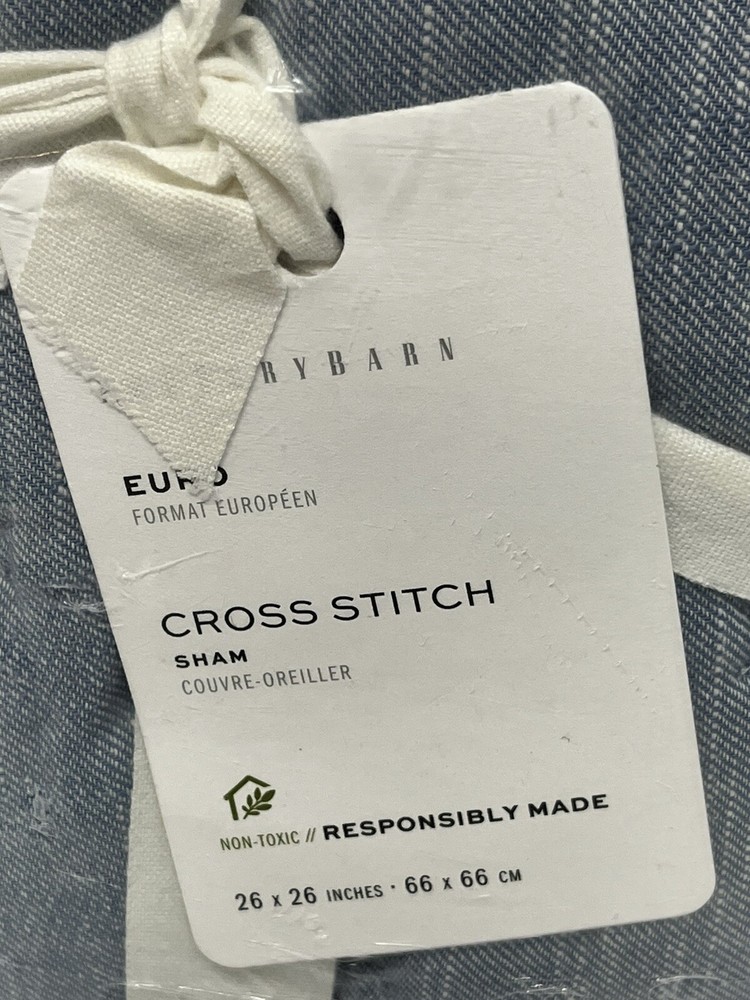 RYBARN
EURO
FORMAT EUROPÉEN
CROSS STITCH
SHAM
COUVRE-OREILLER
NON-TOXIC // RESPONSIBLY MADE
26 x 26 INCHES · 66 x 66 CM